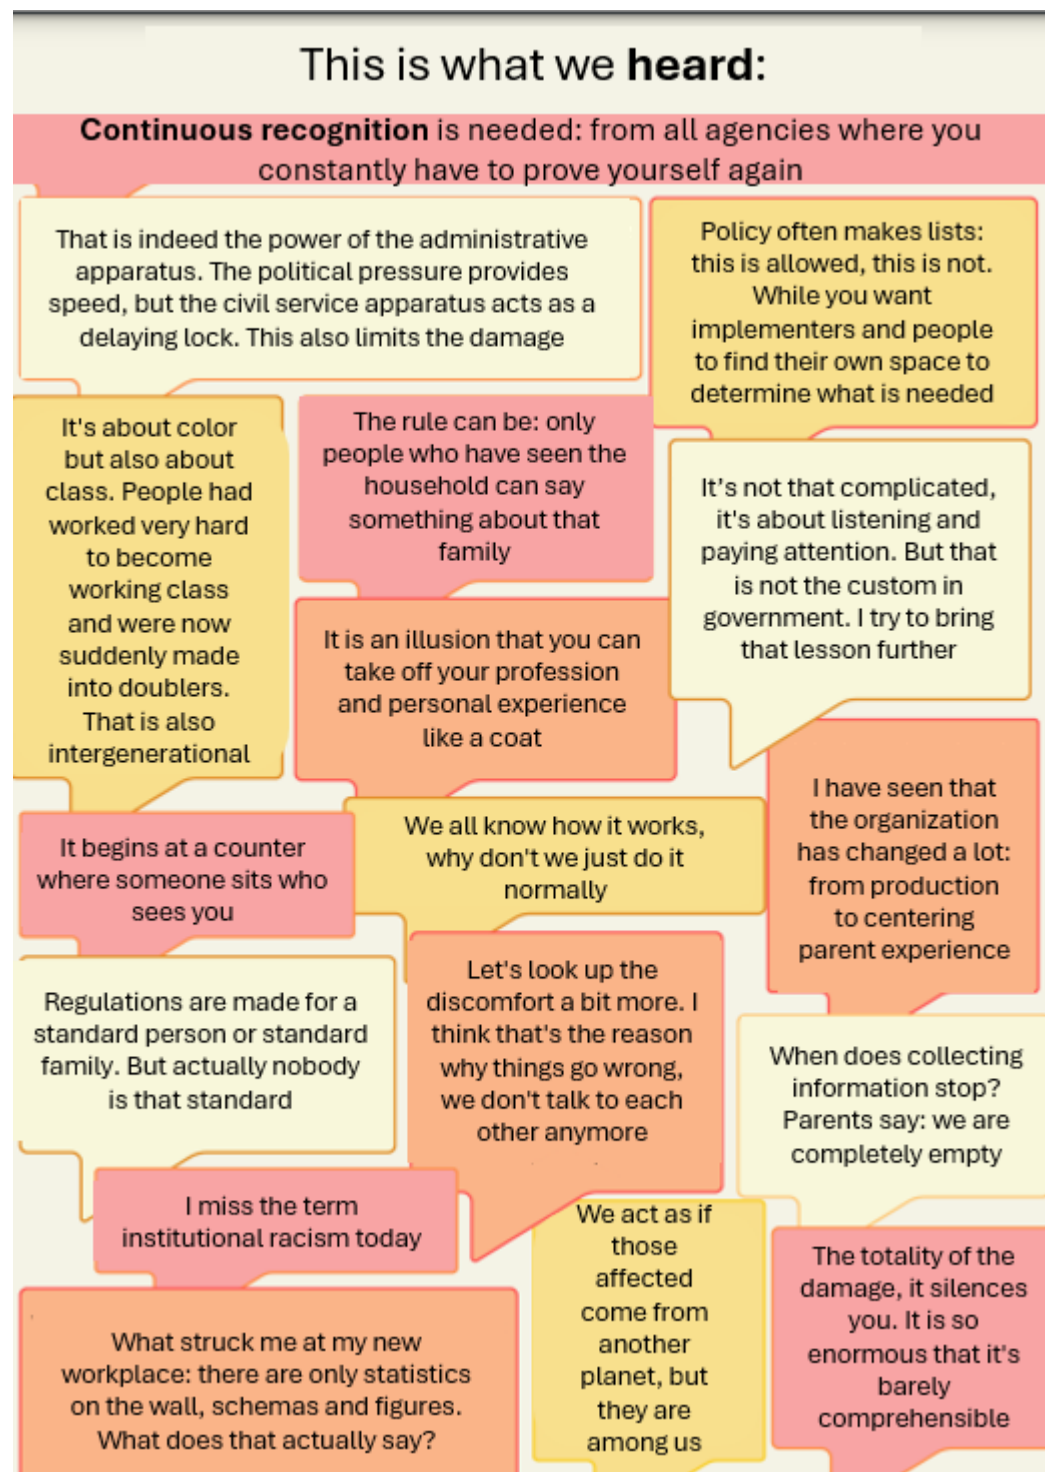 This is what we heard:
Continuous recognition is needed: from all agencies where you
constantly have to prove yourself again
That is indeed the power of the administrative
apparatus. The political pressure provides
speed, but the civil service apparatus acts as a
delaying lock. This also limits the damage
Policy often makes lists:
this is allowed, this is not.
While you want
implementers and people
to find their own space to
determine what is needed
It's about color
but also about
class. People had
worked very hard
to become
working class
and were now
suddenly made
into doublers.
That is also
intergenerational
The rule can be: only
people who have seen the
household can say
something about that
family
It's not that complicated,
it's about listening and
paying attention. But that
is not the custom in
government. I try to bring
that lesson further
It is an illusion that you can
take off your profession
and personal experience
like a coat
I have seen that
the organization
has changed a lot:
from production
to centering
parent experience
It begins at a counter
where someone sits who
sees you
We all know how it works,
why don't we just do it
normally
Regulations are made for a
standard person or standard
family. But actually nobody
is that standard
Let's look up the
discomfort a bit more. I
think that's the reason
why things go wrong,
we don't talk to each
other anymore
When does collecting
information stop?
Parents say: we are
completely empty
I miss the term
institutional racism today
We act as if
those
affected
come from
another
planet, but
they are
among us
The totality of the
damage, it silences
you. It is so
enormous that it's
barely
comprehensible
What struck me at my new
workplace: there are only statistics
on the wall, schemas and figures.
What does that actually say?